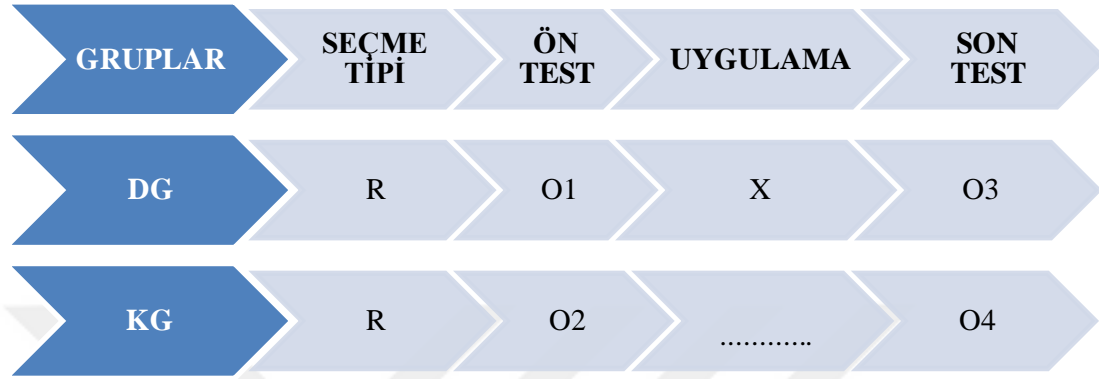 GRUPLAR SEÇME TİPİ ÖN TEST UYGULAMA SON TEST
DG R O1 X O3
KG R O2 ………… O4